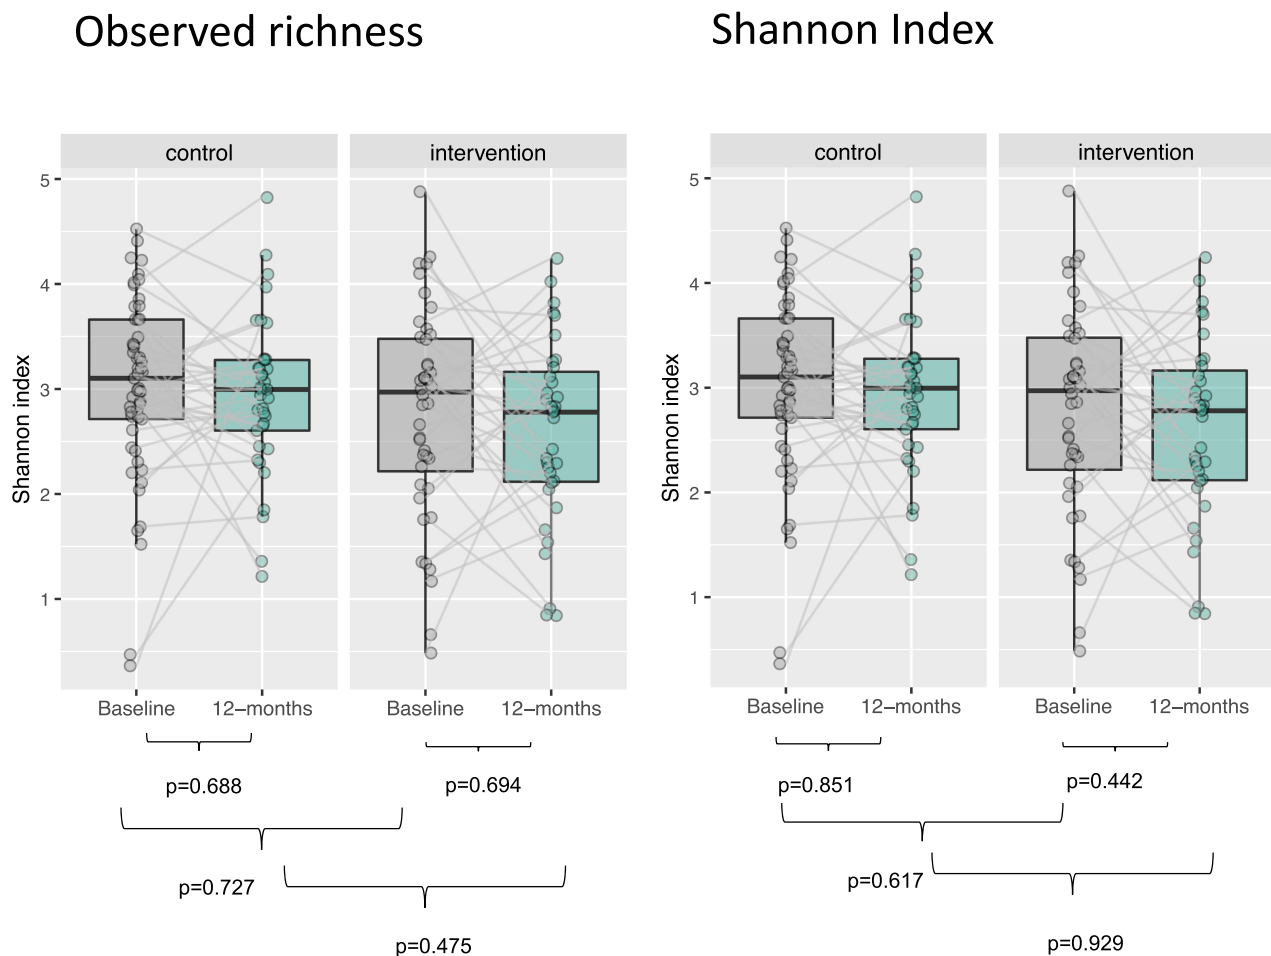 Observed richness
Shannon Index
control
intervention
5
4
3
2
1
Shannon index
Baseline
12−months
Baseline
12−months
p=0.688
p=0.694
p=0.727
p=0.475
control
intervention
5
4
3
2
1
Shannon index
Baseline
12−months
Baseline
12−months
p=0.851
p=0.442
p=0.617
p=0.929